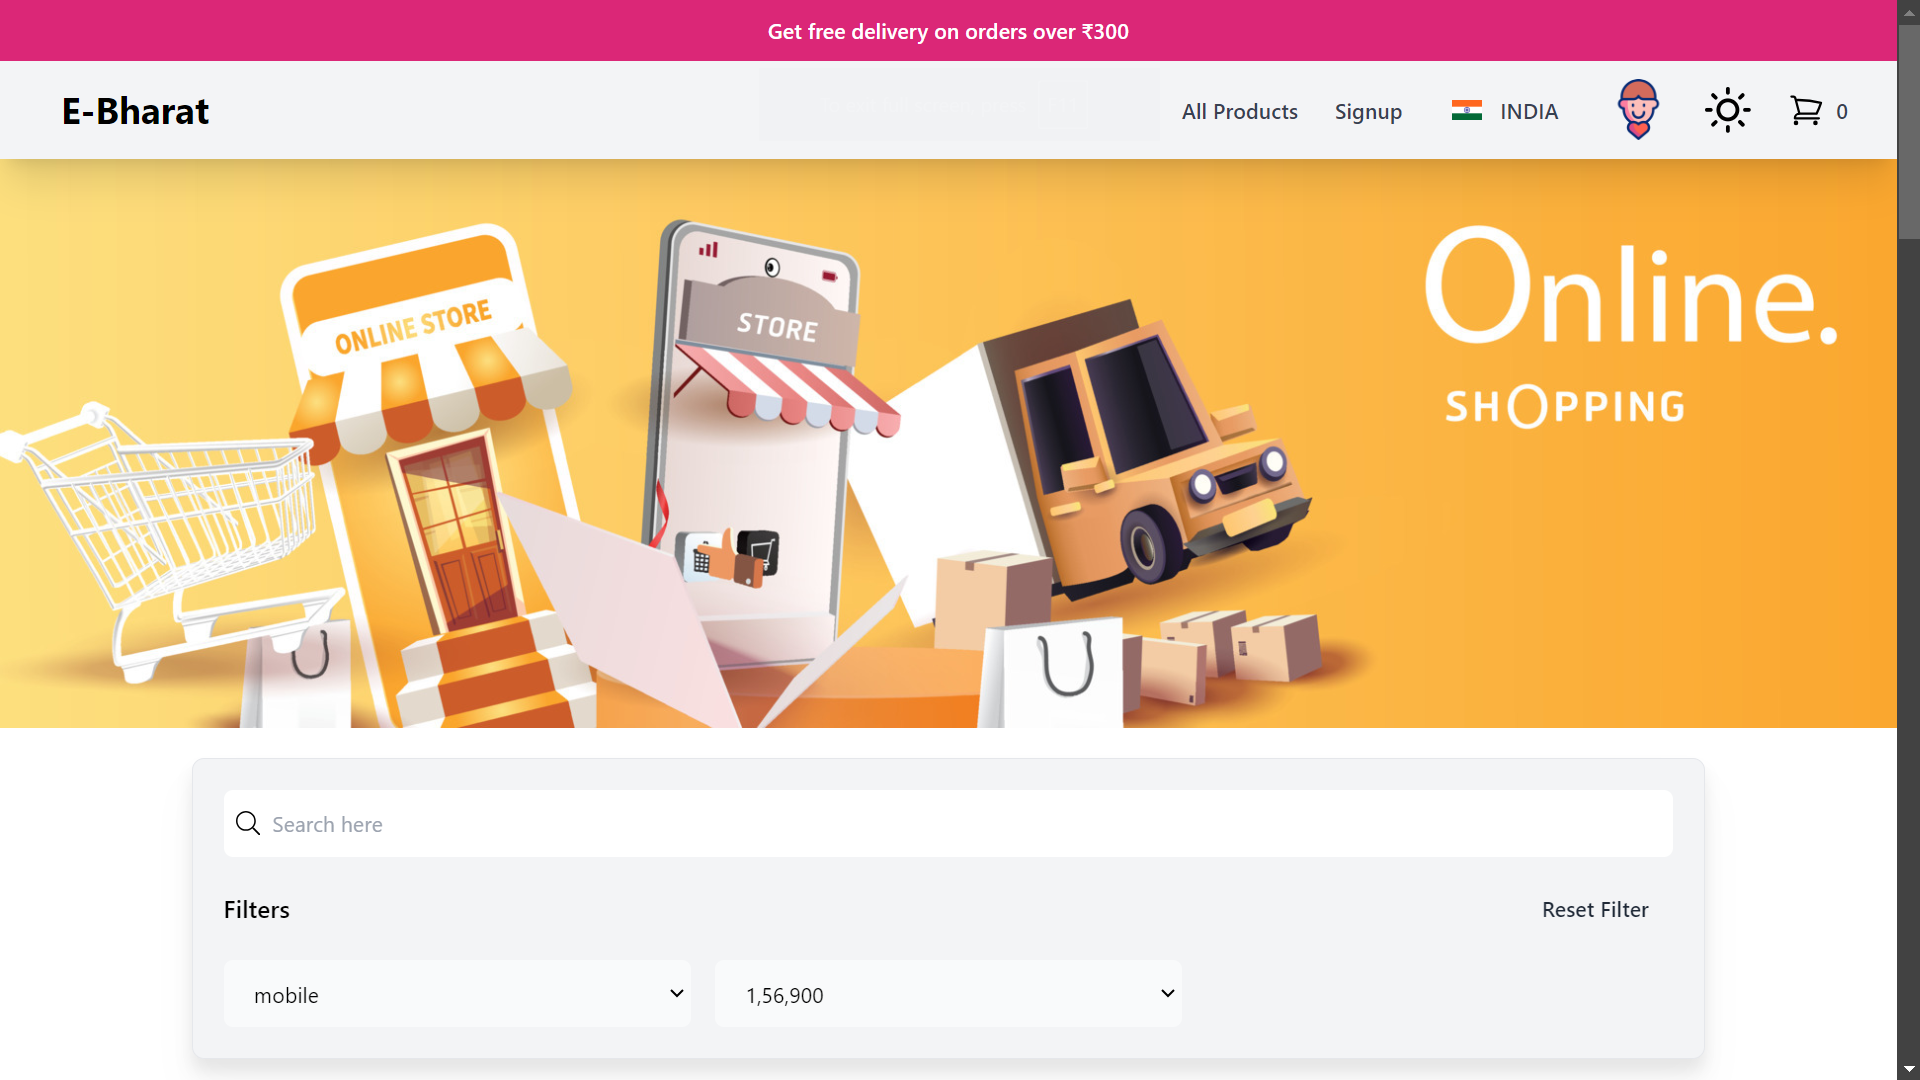 Get free delivery on orders over ₹300
E-Bharat
All Products
Signup
INDIA
0
ONLINE STORE
STORE
Online.
SHOPPING
Search here
Filters
Reset Filter
mobile
1,56,900